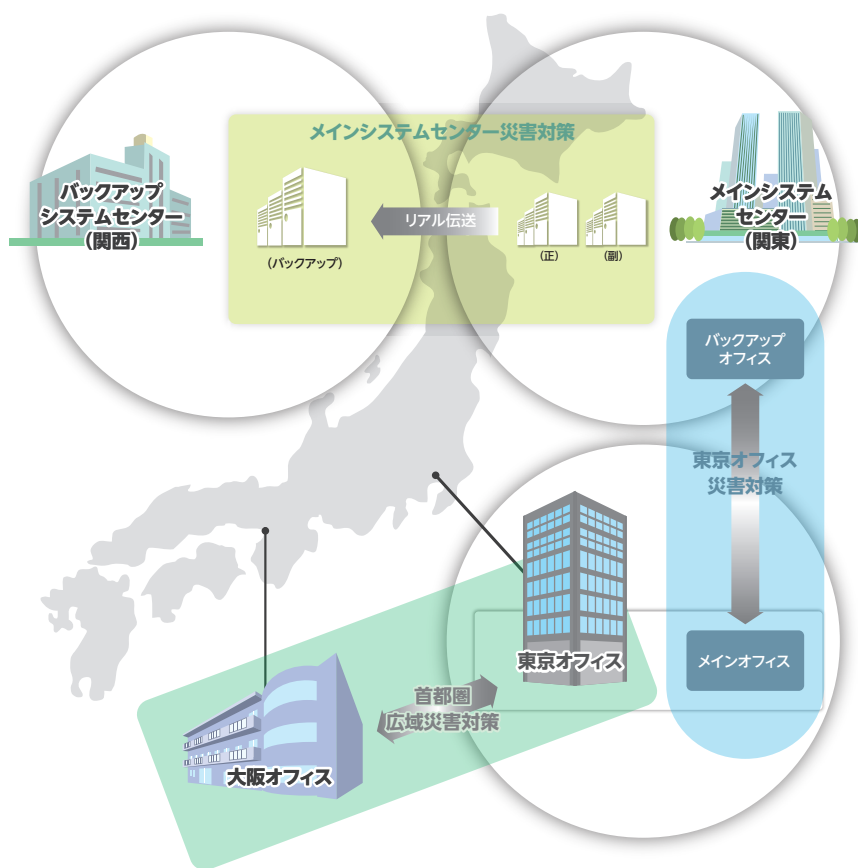 メインシステムセンター災害対策
バックアップ
システムセンター
(関西)
リアル伝送
(バックアップ)
(正)
(副)
メインシステム
センター
(関東)
バックアップ
オフィス
東京オフィス
災害対策
メインオフィス
東京オフィス
首都圏
広域災害対策
大阪オフィス